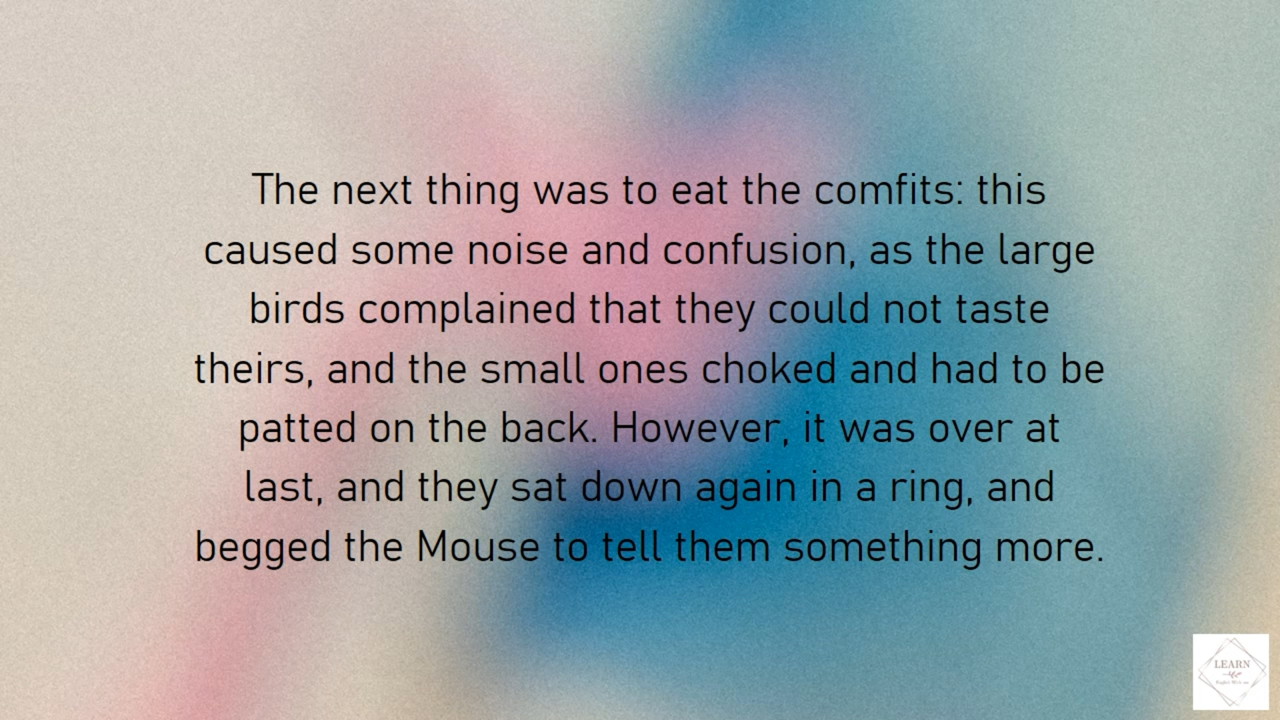 The next thing was to eat the comfits: this
caused some noise and confusion, as the large
birds complained that they could not taste
theirs, and the small ones choked and had to be
patted on the back. However, it was over at
last, and they sat down again in a ring, and
begged the Mouse to tell them something more.
LEARN